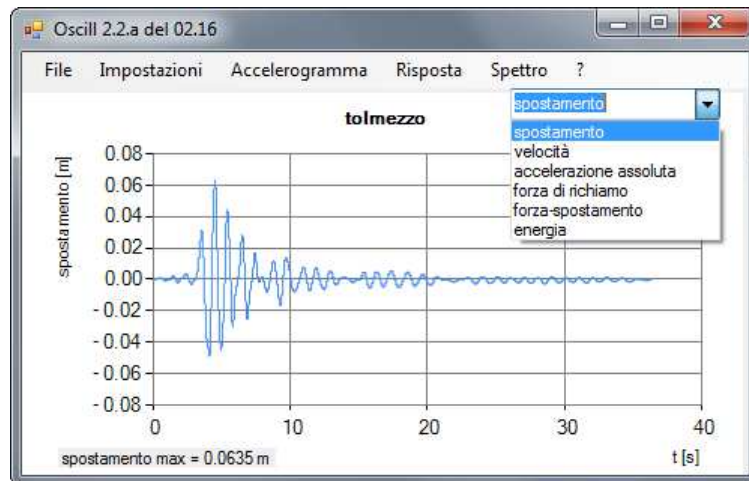 Oscill 2.2.a del 02.16
File Impostazioni Accelerogramma Risposta Spettro ?
spostamento
tolmezzo
spostamento
velocità
accelerazione assoluta
forza di richiamo
forza-spostamento
energia
spostamento [m]
0.08
0.06
0.04
0.02
0.00
-0.02
-0.04
-0.06
-0.08
0 10 20 30 40
spostamento max = 0.0635 m
t [s]